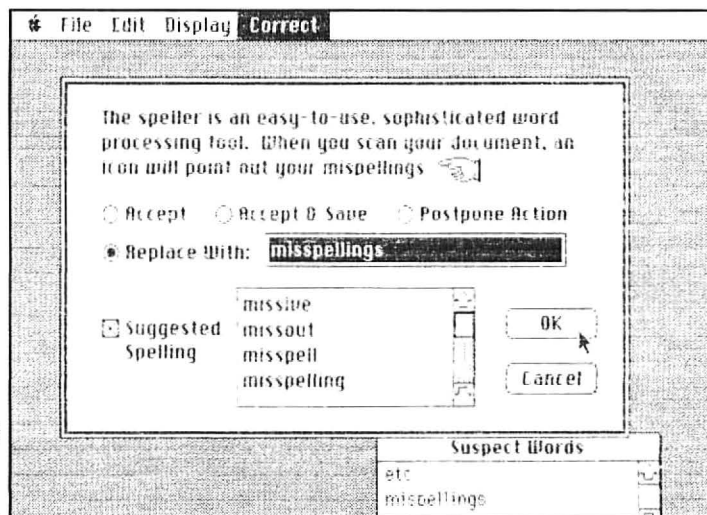 File Edit Display Correct
The speller is an easy-to-use, sophisticated word
processing tool. When you scan your document, an
icon will point out your mispellings
Accept Accept & Save Postpone Action
Replace With: misspellings
missive
missout
misspell
misspelling
Suggested
Spelling
OK
Cancel
Suspect Words
etc
mispellings